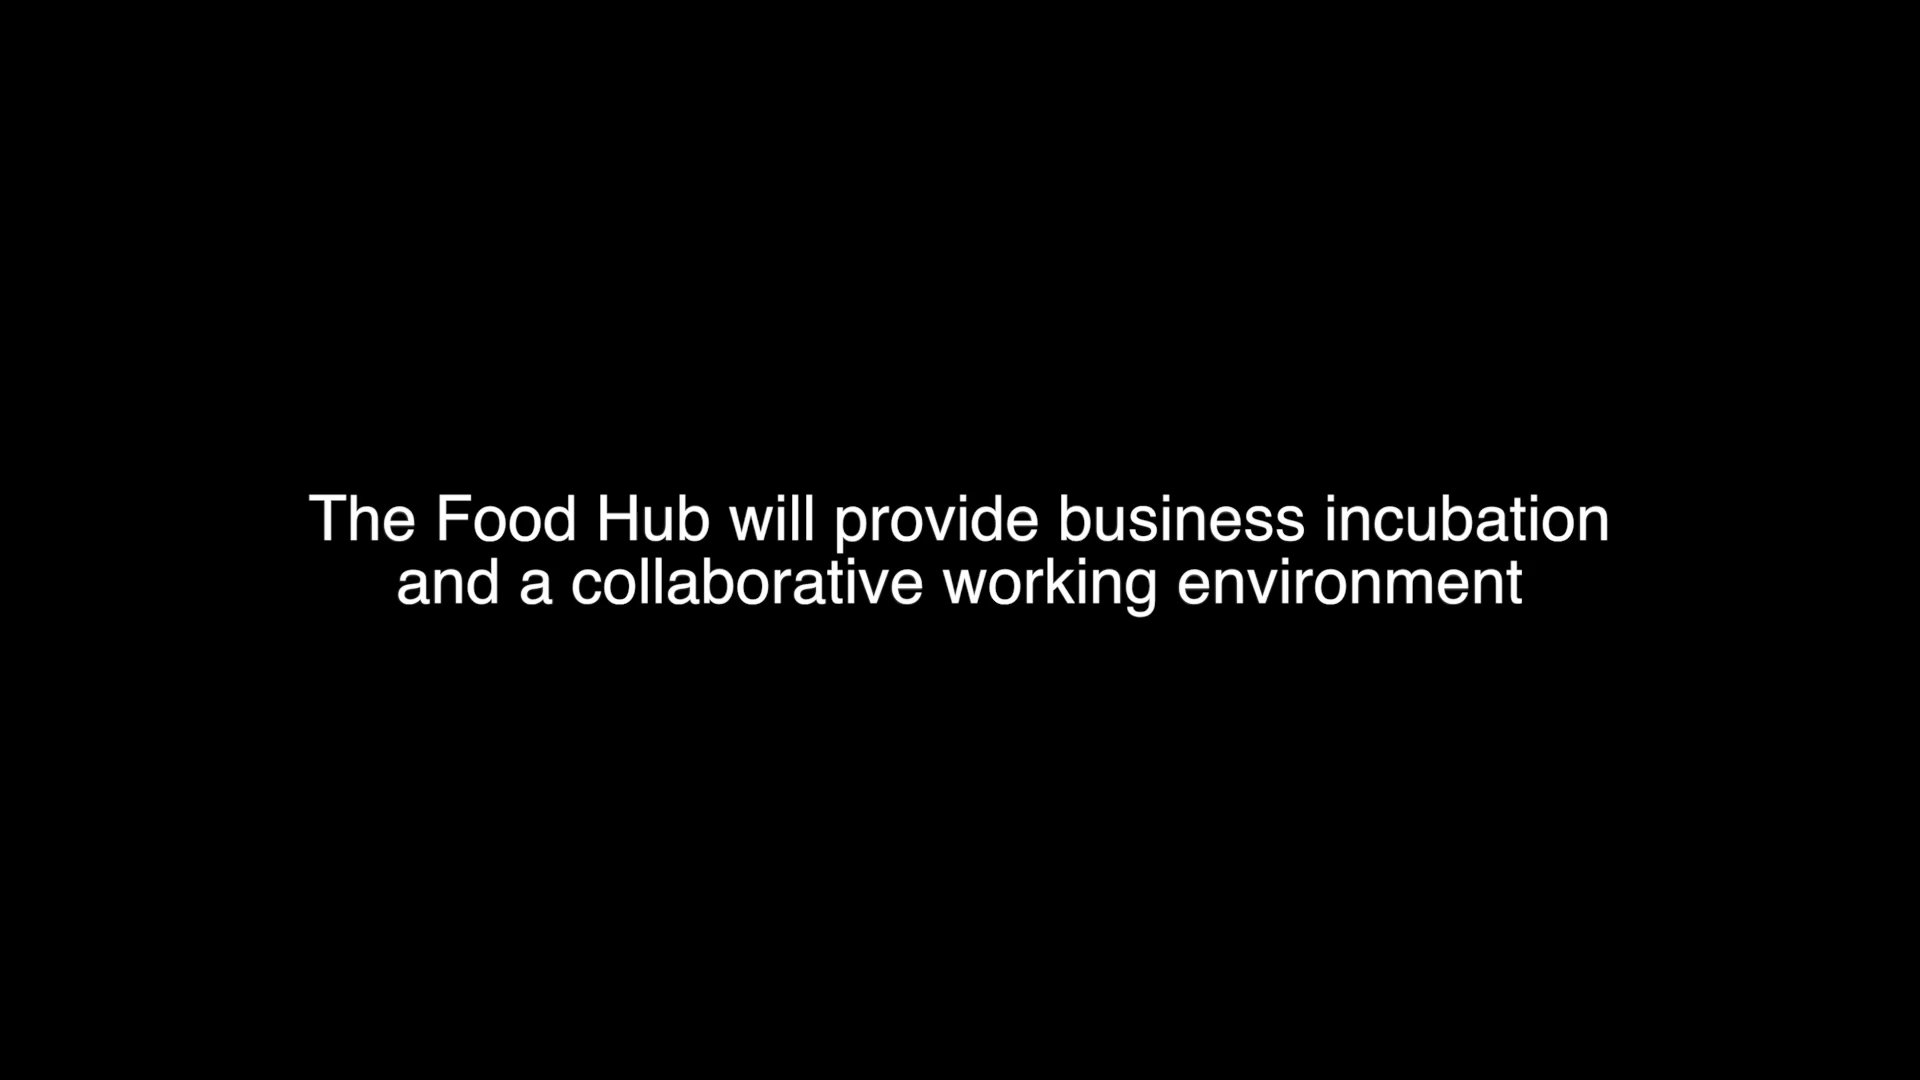 The Food Hub will provide business incubation
and a collaborative working environment